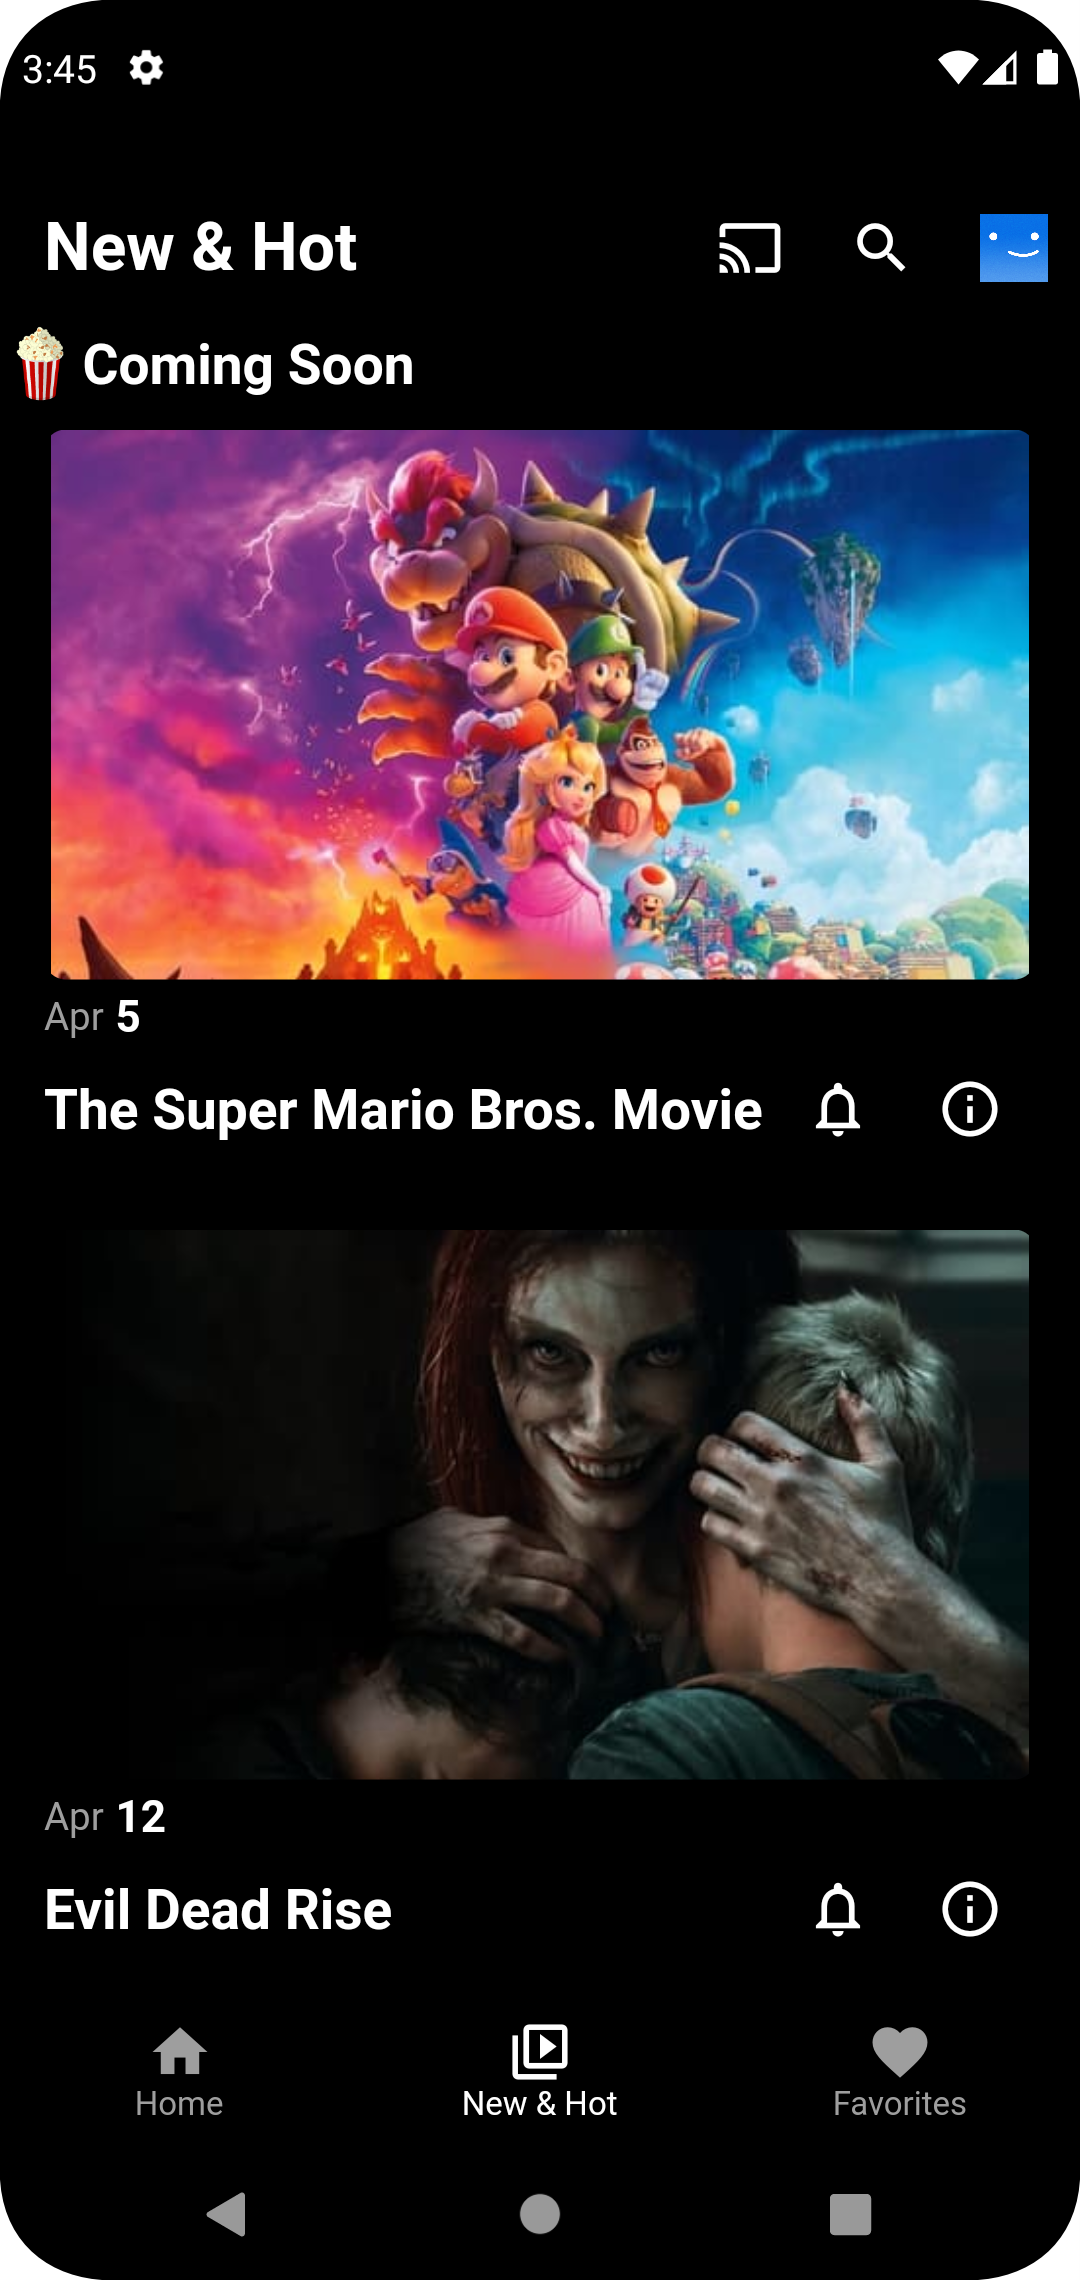 3:45
New & Hot
Coming Soon
Apr 5
The Super Mario Bros. Movie
Apr 12
Evil Dead Rise
Home New & Hot Favorites